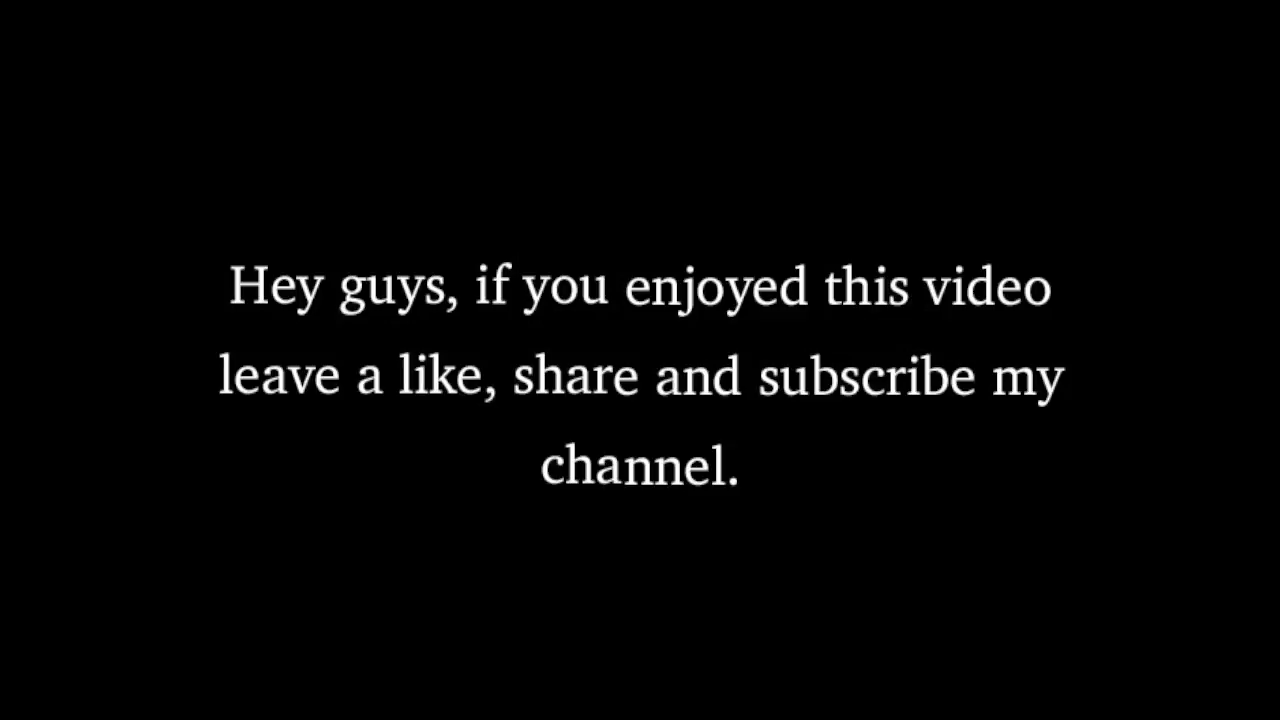 Hey guys, if you enjoyed this video
leave a like, share and subscribe my
channel.